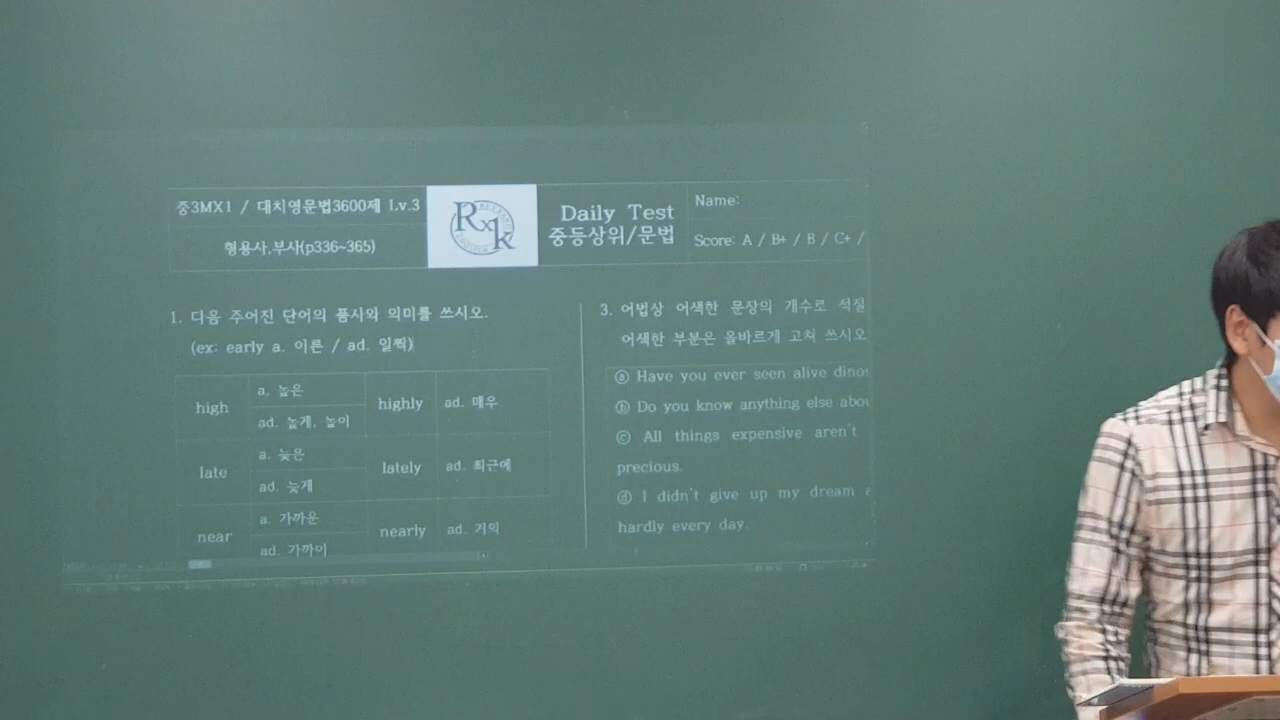 중3MX1 / 대치영문법3600제 Lv.3
형용사,부사(p336~365)
RxK
Daily Test
중등상위/문법
Name:
Score: A / B+ / B / C+ /
1. 다음 주어진 단어의 품사와 의미를 쓰시오.
(ex: early a. 이른 / ad. 일찍)
high
a. 높은
ad. 높게, 높이
highly
ad. 매우
late
a. 늦은
ad. 늦게
lately
ad. 최근에
near
a. 가까운
ad. 가까이
nearly
ad. 거의
3. 어법상 어색한 문장의 개수로 적절
어색한 부분은 올바르게 고쳐 쓰시오
ⓐ Have you ever seen alive dinos
ⓑ Do you know anything else abou
ⓒ All things expensive aren't
precious.
ⓓ I didn't give up my dream a
hardly every day.